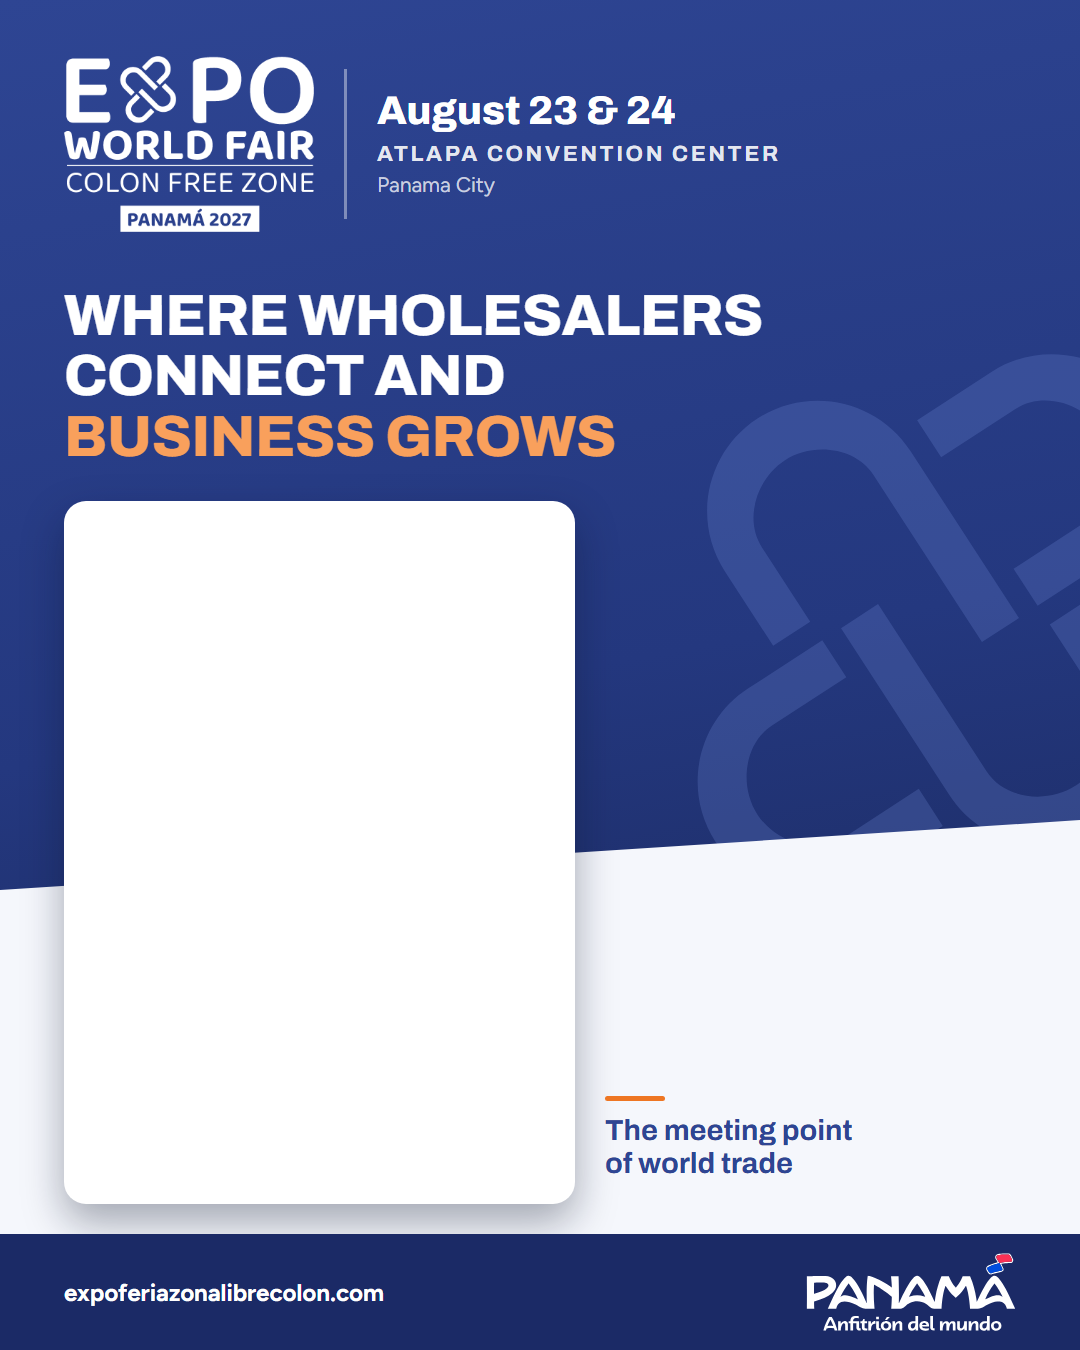 EXPO
WORLD FAIR
COLON FREE ZONE
PANAMÁ 2027
August 23 & 24
ATLAPA CONVENTION CENTER
Panama City
WHERE WHOLESALERS
CONNECT AND
BUSINESS GROWS
The meeting point
of world trade
expoferiazonalibrecolon.com
PANAMÁ
Anfitrión del mundo